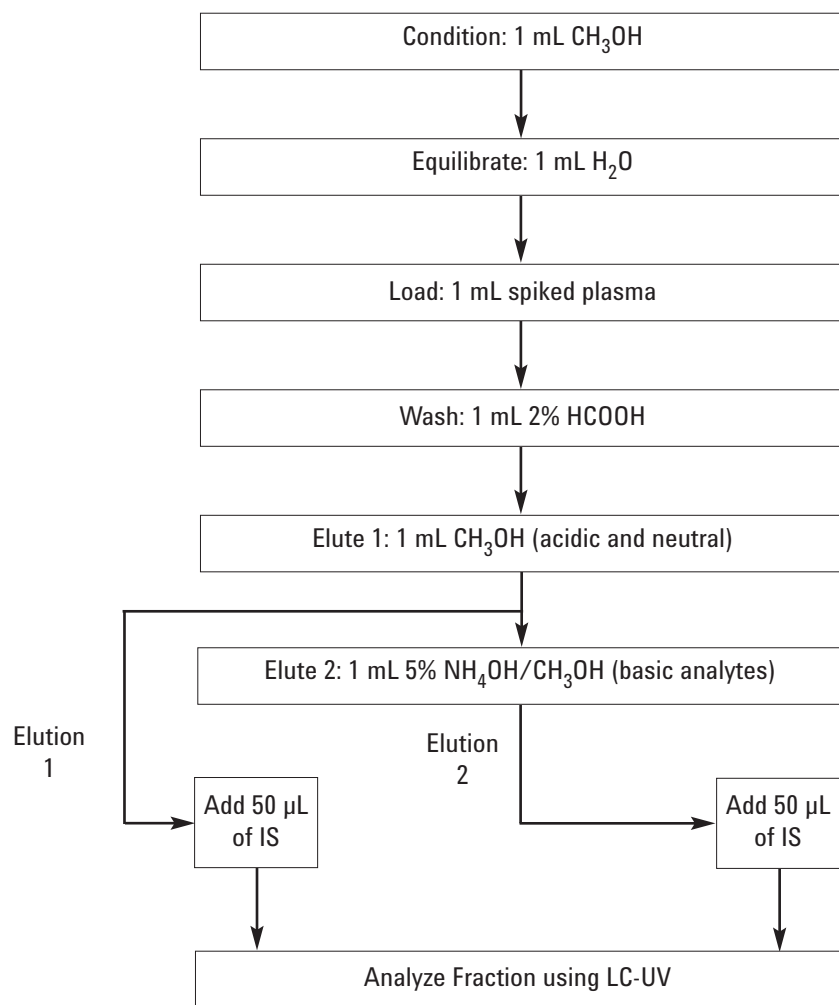 Condition: 1 mL CH₃OH
Equilibrate: 1 mL H₂O
Load: 1 mL spiked plasma
Wash: 1 mL 2% HCOOH
Elute 1: 1 mL CH₃OH (acidic and neutral)
Elute 2: 1 mL 5% NH₄OH/CH₃OH (basic analytes)
Elution
1
Elution
2
Add 50 µL
of IS
Add 50 µL
of IS
Analyze Fraction using LC-UV